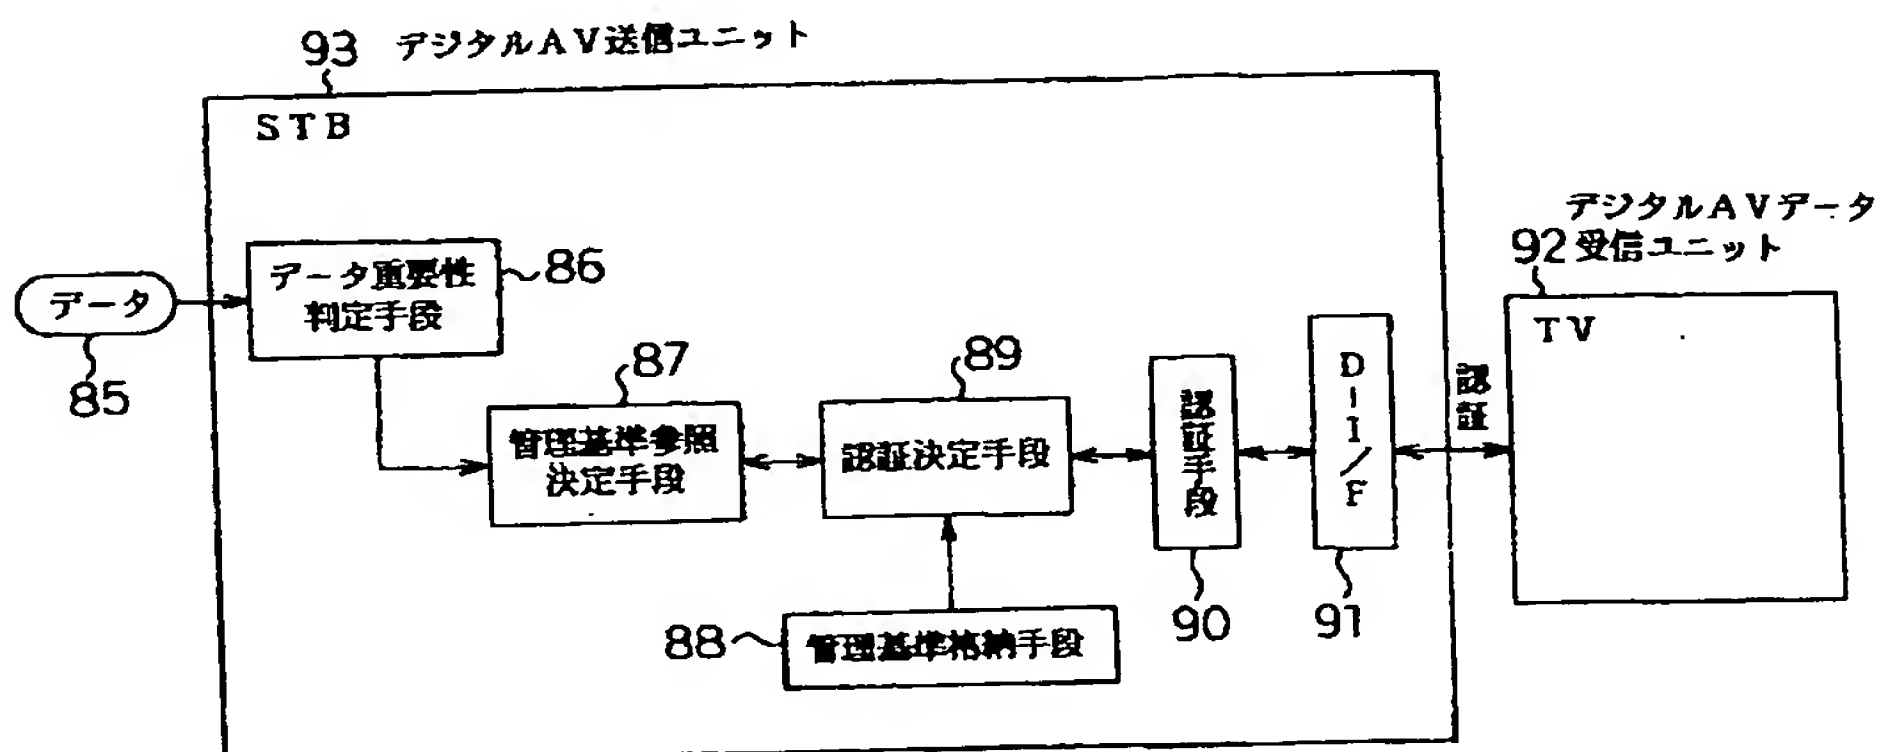 93 デジタルAV送信ユニット
STB
データ
85
データ重要性
判定手段
86
87
管理基準参照
決定手段
89
認証決定手段
88
管理基準格納手段
認証手段
90
D-I/F
91
認証
デジタルAVデータ
92 受信ユニット
TV